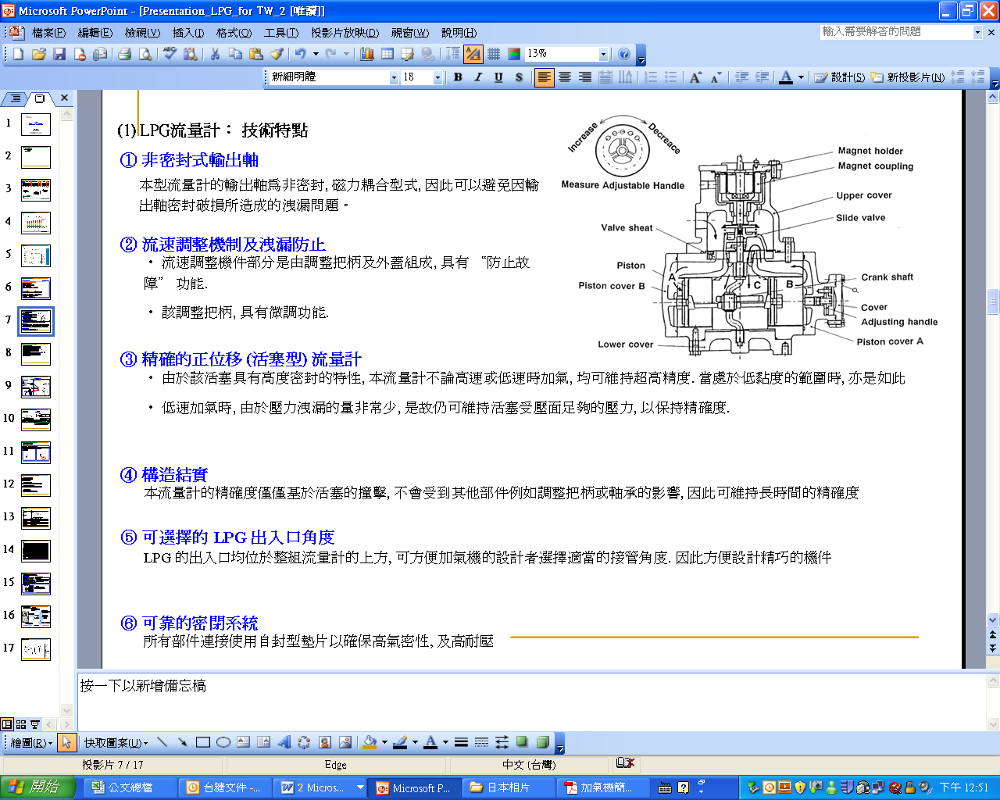 Microsoft PowerPoint - [Presentation_LPG_for TW_2 [唯讀]]
檔案(F) 編輯(E) 檢視(V) 插入(I) 格式(O) 工具(T) 投影片放映(D) 視窗(W) 說明(H) 輸入需要解答的問題
13%
新細明體 18 B I U S A A A 設計(S) 新投影片(N)
(1) LPG流量計： 技術特點
① 非密封式輸出軸
本型流量計的輸出軸為非密封, 磁力耦合型式, 因此可以避免因輸
出軸密封破損所造成的洩漏問題。
② 流速調整機制及洩漏防止
・ 流速調整機件部分是由調整把柄及外蓋組成, 具有 “防止故
障” 功能.
・ 該調整把柄, 具有微調功能.
Increase
Decreace
Measure Adjustable Handle
Magnet holder
Magnet coupling
Upper cover
Slide valve
Valve sheat
Piston
Piston cover B
A
C
B
Crank shaft
Cover
Adjusting handle
Piston cover A
Lower cover
③ 精確的正位移 (活塞型) 流量計
・ 由於該活塞具有高度密封的特性, 本流量計不論高速或低速時加氣, 均可維持超高精度. 當處於低黏度的範圍時, 亦是如此
・ 低速加氣時, 由於壓力洩漏的量非常少, 是故仍可維持活塞受壓面足夠的壓力, 以保持精確度.
④ 構造結實
本流量計的精確度僅僅基於活塞的撞擊, 不會受到其他部件例如調整把柄或軸承的影響, 因此可維持長時間的精確度
⑤ 可選擇的 LPG 出入口角度
LPG 的出入口均位於整組流量計的上方, 可方便加氣機的設計者選擇適當的接管角度. 因此方便設計精巧的機件
⑥ 可靠的密閉系統
所有部件連接使用自封型墊片以確保高氣密性, 及高耐壓
1
2
3
4
5
6
7
8
9
10
11
12
13
14
15
16
17
按一下以新增備忘稿
繪圖(R) 快取圖案(U)
投影片 7 / 17 Edge 中文 (台灣)
開始 公文總檔 台糖文件 -... 2 Micros... Microsoft P... 日本相片 加氣機簡... 下午 12:51